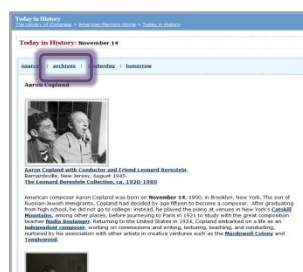 Today in History
The Library of Congress > American Memory Home > Today in History
Today in History: November 14
source | archives | yesterday | tomorrow
Aaron Copland
Aaron Copland with Conductor and Friend Leonard Bernstein,
Bernardsville, New Jersey, August 1945.
The Leonard Bernstein Collection, ca. 1920-1989
American composer Aaron Copland was born on November 14, 1900, in Brooklyn, New York. The son of
Russian-Jewish immigrants, Copland had decided by age fifteen to become a composer. After graduating
from high school, he did not go to college; instead, he played the piano at venues in New York's Catskill
Mountains, among other places, before journeying to Paris in 1921 to study with the great composition
teacher Nadia Boulanger. Returning to the United States in 1924, Copland embarked on a life as an
independent composer, working on commissions and writing, lecturing, teaching, and conducting,
nurtured by his association with other artists in creative ventures such as the MacDowell Colony and
Tanglewood.